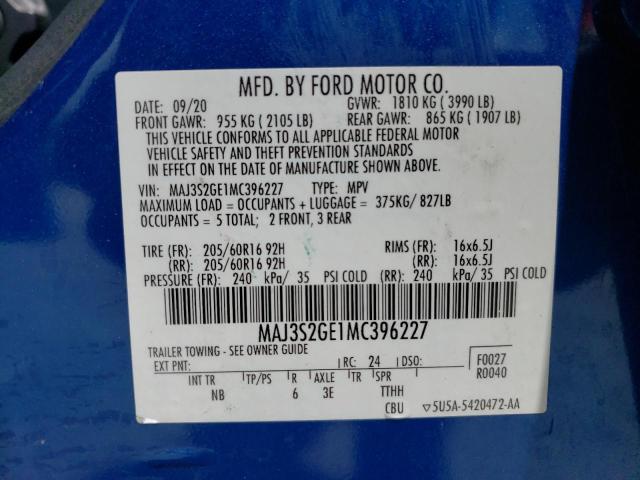 MFD. BY FORD MOTOR CO.
DATE: 09/20 GVWR: 1810 KG ( 3990 LB)
FRONT GAWR: 955 KG ( 2105 LB) REAR GAWR: 865 KG ( 1907 LB)
THIS VEHICLE CONFORMS TO ALL APPLICABLE FEDERAL MOTOR
VEHICLE SAFETY AND THEFT PREVENTION STANDARDS
IN EFFECT ON THE DATE OF MANUFACTURE SHOWN ABOVE.
VIN: MAJ3S2GE1MC396227 TYPE: MPV
MAXIMUM LOAD = OCCUPANTS + LUGGAGE = 375KG/ 827LB
OCCUPANTS = 5 TOTAL; 2 FRONT, 3 REAR
TIRE (FR): 205/60R16 92H RIMS (FR): 16x6.5J
(RR): 205/60R16 92H (RR): 16x6.5J
PRESSURE (FR): 240 kPa/ 35 PSI COLD (RR): 240 kPa/ 35 PSI COLD
MAJ3S2GE1MC396227
TRAILER TOWING - SEE OWNER GUIDE
EXT PNT: RC: 24 DSO: F0027
R0040
INT TR TP/PS R AXLE TR SPR
NB 6 3E TTHH
CBU ▽5U5A-5420472-AA